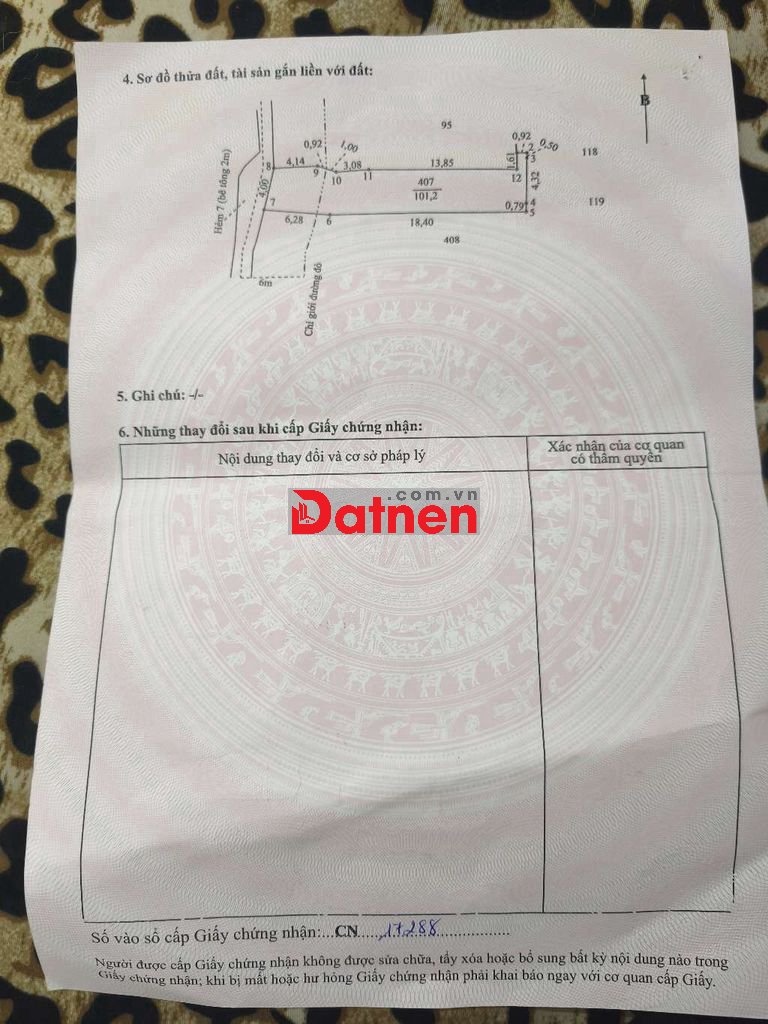 4. Sơ đồ thửa đất, tài sản gắn liền với đất:
B
95
0,92
0,50
0,92
1,00
118
8
4,14
9
3,08
10
11
13,85
1,61
1
2
3
12
4,32
Hẻm 7 (bê tông 2m)
4,00
407
101,2
119
7
0,79
4
5
6,28
6
18,40
408
6m
Chỉ giới đường đỏ
5. Ghi chú: -/-
6. Những thay đổi sau khi cấp Giấy chứng nhận:
Nội dung thay đổi và cơ sở pháp lý
Xác nhận của cơ quan
có thẩm quyền
.com.vn
Datnen
Số vào sổ cấp Giấy chứng nhận:...CN.....17288..................
Người được cấp Giấy chứng nhận không được sửa chữa, tẩy xóa hoặc bổ sung bất kỳ nội dung nào trong
Giấy chứng nhận; khi bị mất hoặc hư hỏng Giấy chứng nhận phải khai báo ngay với cơ quan cấp Giấy.